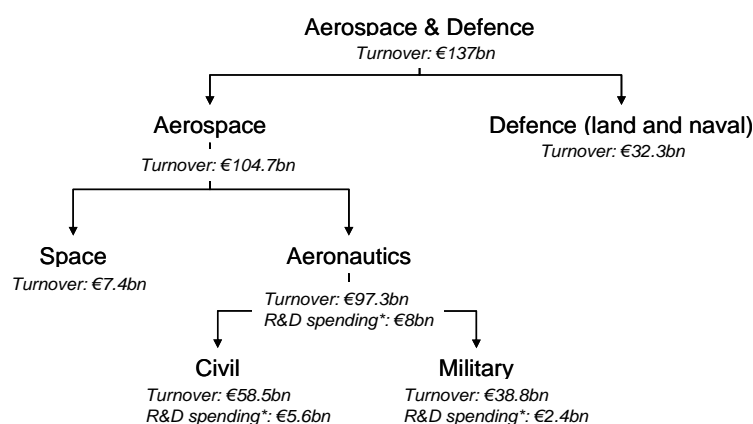 Aerospace & Defence
Turnover: €137bn
Aerospace
Turnover: €104.7bn
Defence (land and naval)
Turnover: €32.3bn
Space
Turnover: €7.4bn
Aeronautics
Turnover: €97.3bn
R&D spending*: €8bn
Civil
Turnover: €58.5bn
R&D spending*: €5.6bn
Military
Turnover: €38.8bn
R&D spending*: €2.4bn